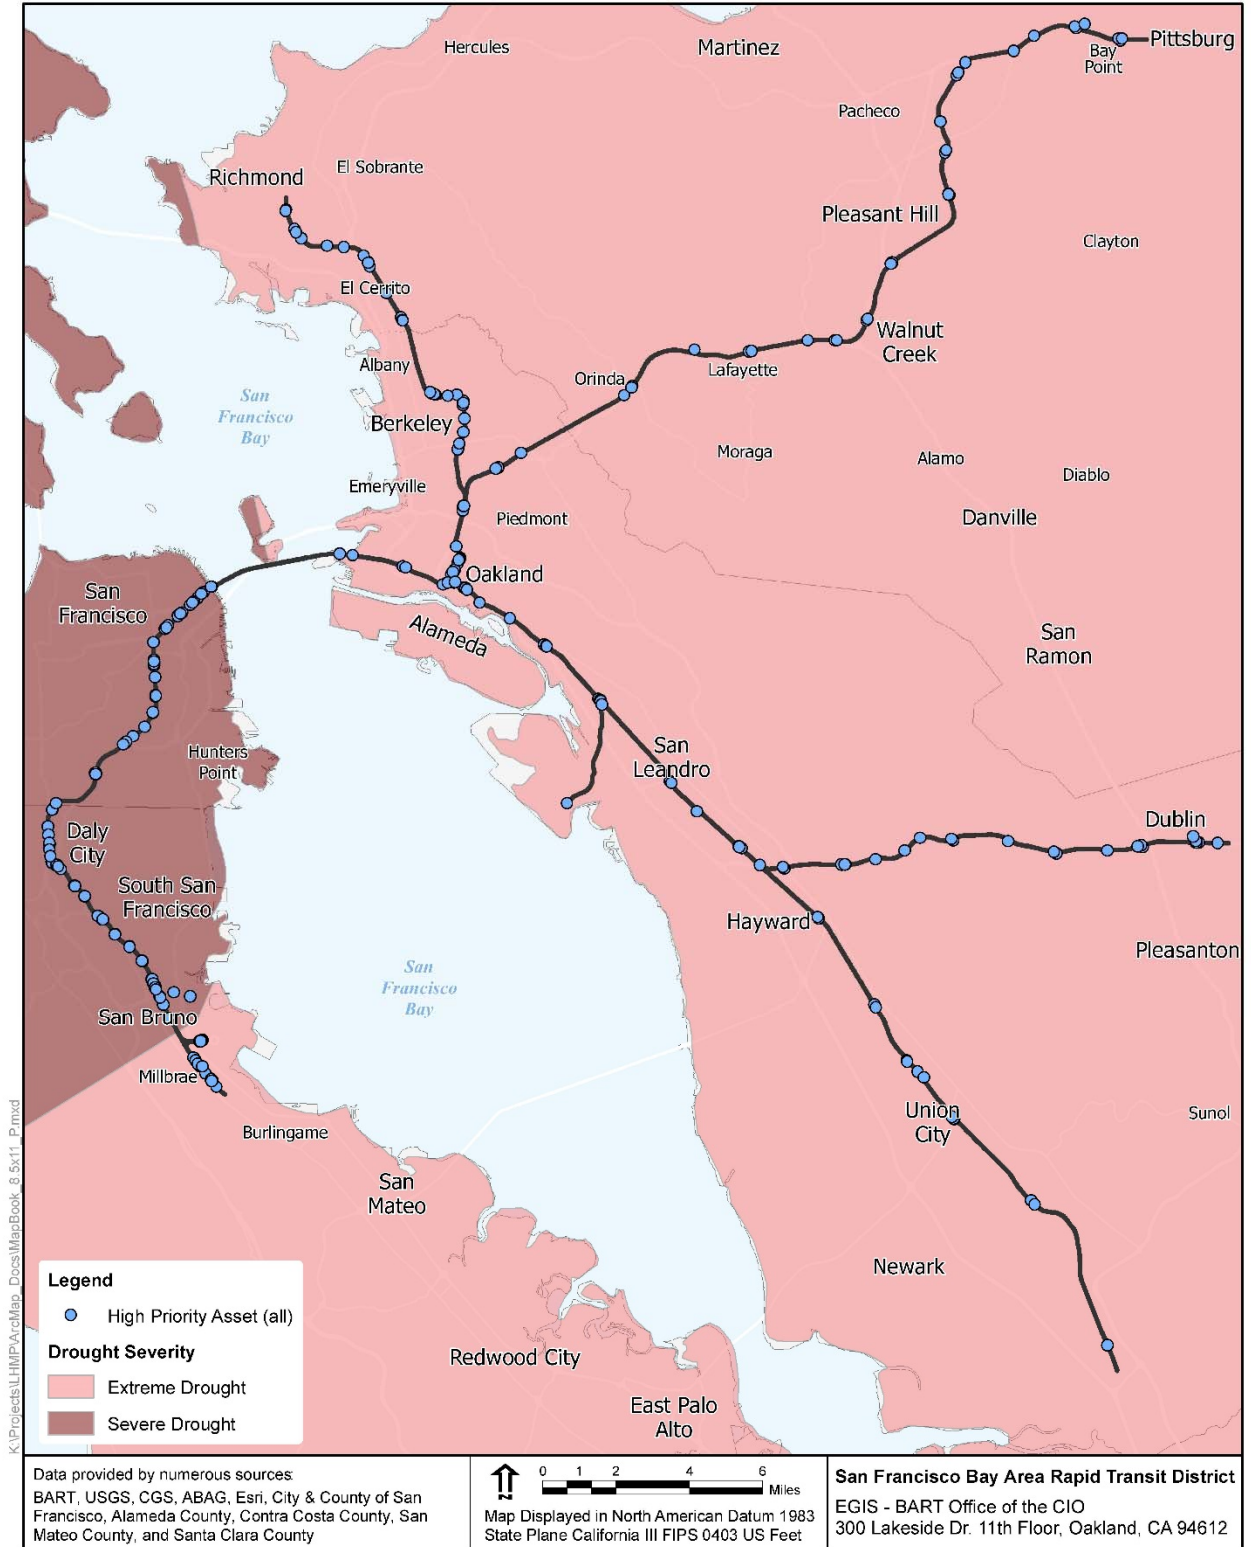 Hercules
Martinez
Pittsburg
Bay
Point
Pacheco
El Sobrante
Richmond
Pleasant Hill
Clayton
El Cerrito
Walnut
Creek
Albany
Orinda
Lafayette
San
Francisco
Bay
Berkeley
Moraga
Alamo
Diablo
Emeryville
Piedmont
Danville
Oakland
San
Francisco
Alameda
San
Ramon
Hunters
Point
San
Leandro
Daly
City
Dublin
South San
Francisco
Hayward
Pleasanton
San
Francisco
Bay
San Bruno
Millbrae
Union
City
Sunol
Burlingame
San
Mateo
Newark
Redwood City
East Palo
Alto
Legend
High Priority Asset (all)
Drought Severity
Extreme Drought
Severe Drought
K:\Projects\LHMP\ArcMap_Docs\MapBook_8.5x11_P.mxd
Data provided by numerous sources:
BART, USGS, CGS, ABAG, Esri, City & County of San
Francisco, Alameda County, Contra Costa County, San
Mateo County, and Santa Clara County
0 1 2 4 6
Miles
Map Displayed in North American Datum 1983
State Plane California III FIPS 0403 US Feet
San Francisco Bay Area Rapid Transit District
EGIS - BART Office of the CIO
300 Lakeside Dr. 11th Floor, Oakland, CA 94612